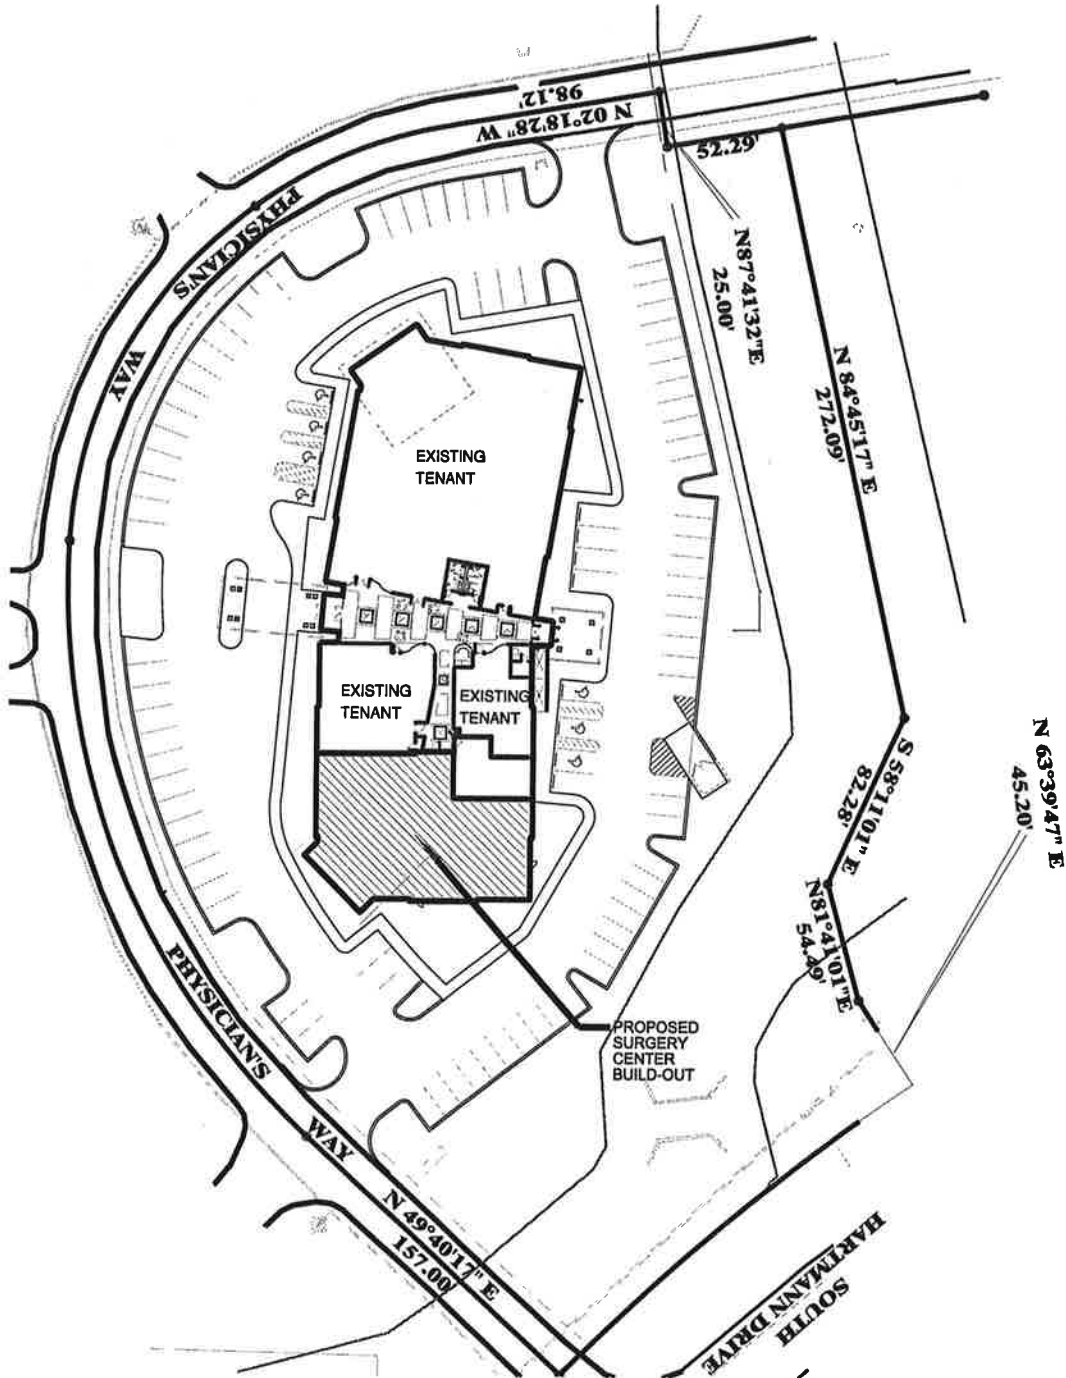 98.12'
N 02°18'28" W
52.29'
PHYSICIAN'S
WAY
N87°41'32"E
25.00'
N 84°45'17" E
272.09'
EXISTING
TENANT
EXISTING
TENANT
EXISTING
TENANT
S 58°11'01" E
82.28'
N 63°39'47" E
45.20'
N81°41'01"E
54.49'
PROPOSED
SURGERY
CENTER
BUILD-OUT
PHYSICIAN'S
WAY
N 49°40'17" E
157.00'
SOUTH
HARTMANN DRIVE